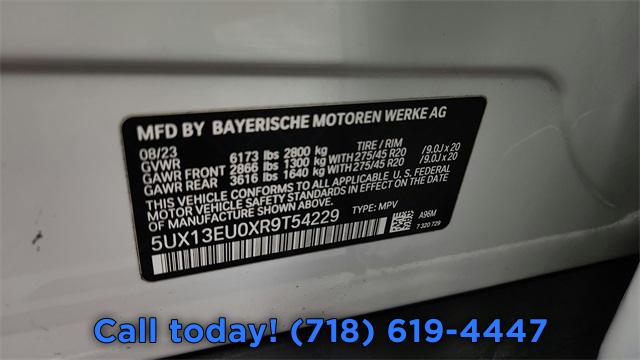 MFD BY BAYERISCHE MOTOREN WERKE AG
08/23 TIRE / RIM
GVWR 6173 lbs 2800 kg
GAWR FRONT 2866 lbs 1300 kg WITH 275/45 R20 / 9.0J x 20
GAWR REAR 3616 lbs 1640 kg WITH 275/45 R20 / 9.0J x 20
THIS VEHICLE CONFORMS TO ALL APPLICABLE U.S. FEDERAL
MOTOR VEHICLE SAFETY STANDARDS IN EFFECT ON THE DATE
OF MANUFACTURE SHOWN ABOVE.
5UX13EU0XR9T54229 TYPE: MPV A96M
7 320 729
Call today! (718) 619-4447